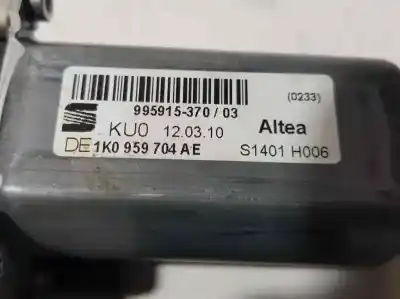 995915-370 / 03
(0233)
KU0 12.03.10 Altea
DE 1K0 959 704 AE S1401 H006